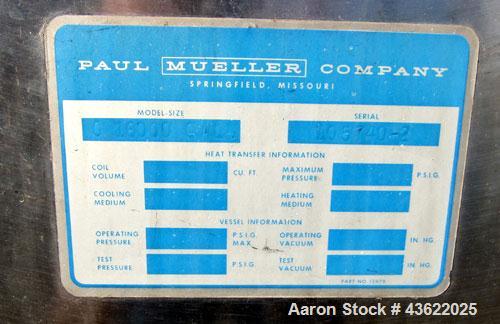 PAUL MUELLER COMPANY
SPRINGFIELD, MISSOURI
MODEL-SIZE SERIAL
HEAT TRANSFER INFORMATION
COIL VOLUME CU. FT. MAXIMUM PRESSURE P.S.I.G.
COOLING MEDIUM HEATING MEDIUM
VESSEL INFORMATION
OPERATING PRESSURE P.S.I.G. MAX. OPERATING VACUUM IN HG.
TEST PRESSURE P.S.I.G. TEST VACUUM IN HG.
PART NO.
Aaron Stock # 43622025